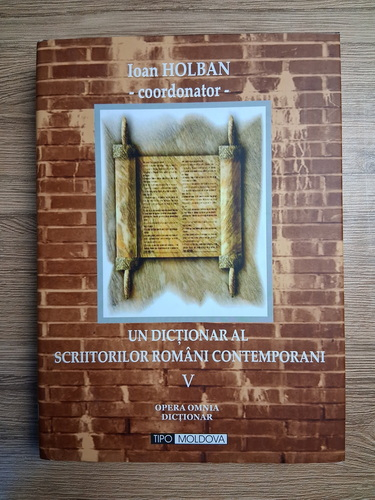 Ioan HOLBAN
- coordonator -
UN DICȚIONAR AL
SCRIITORILOR ROMÂNI CONTEMPORANI
V
OPERA OMNIA
DICȚIONAR
TIPO MOLDOVA